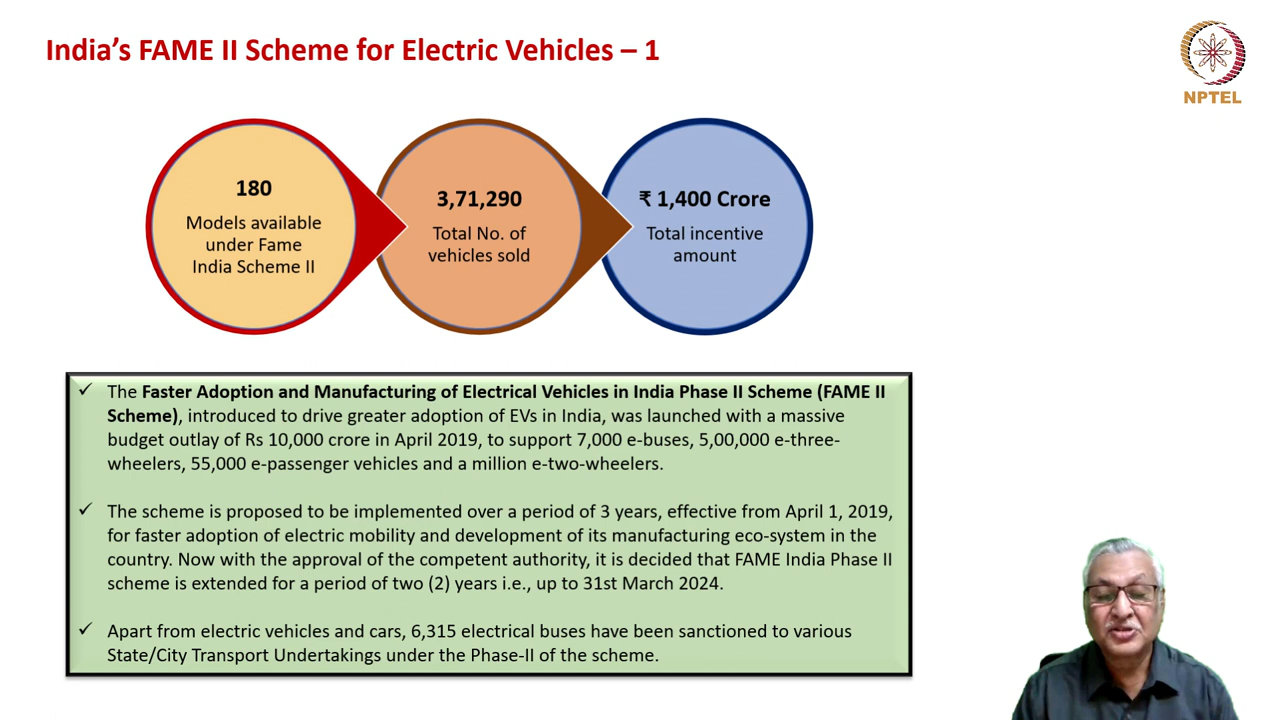 India’s FAME II Scheme for Electric Vehicles – 1
NPTEL
180
Models available
under Fame
India Scheme II
3,71,290
Total No. of
vehicles sold
₹ 1,400 Crore
Total incentive
amount
✓ The Faster Adoption and Manufacturing of Electrical Vehicles in India Phase II Scheme (FAME II
Scheme), introduced to drive greater adoption of EVs in India, was launched with a massive
budget outlay of Rs 10,000 crore in April 2019, to support 7,000 e-buses, 5,00,000 e-three-
wheelers, 55,000 e-passenger vehicles and a million e-two-wheelers.
✓ The scheme is proposed to be implemented over a period of 3 years, effective from April 1, 2019,
for faster adoption of electric mobility and development of its manufacturing eco-system in the
country. Now with the approval of the competent authority, it is decided that FAME India Phase II
scheme is extended for a period of two (2) years i.e., up to 31st March 2024.
✓ Apart from electric vehicles and cars, 6,315 electrical buses have been sanctioned to various
State/City Transport Undertakings under the Phase-II of the scheme.